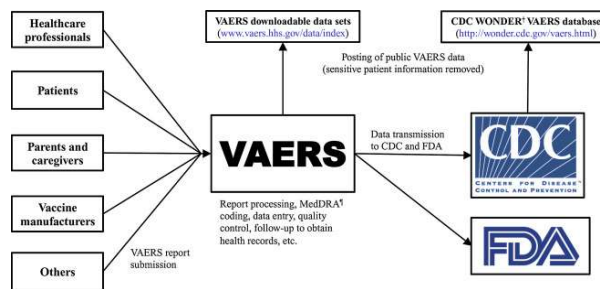 Healthcare
professionals
Patients
Parents and
caregivers
Vaccine
manufacturers
Others
VAERS report
submission
VAERS downloadable data sets
(www.vaers.hhs.gov/data/index)
VAERS
Report processing, MedDRA¶
coding, data entry, quality
control, follow-up to obtain
health records, etc.
Posting of public VAERS data
(sensitive patient information removed)
Data transmission
to CDC and FDA
CDC WONDER† VAERS database
(http://wonder.cdc.gov/vaers.html)
CDC
CENTERS FOR DISEASE™
CONTROL AND PREVENTION
FDA